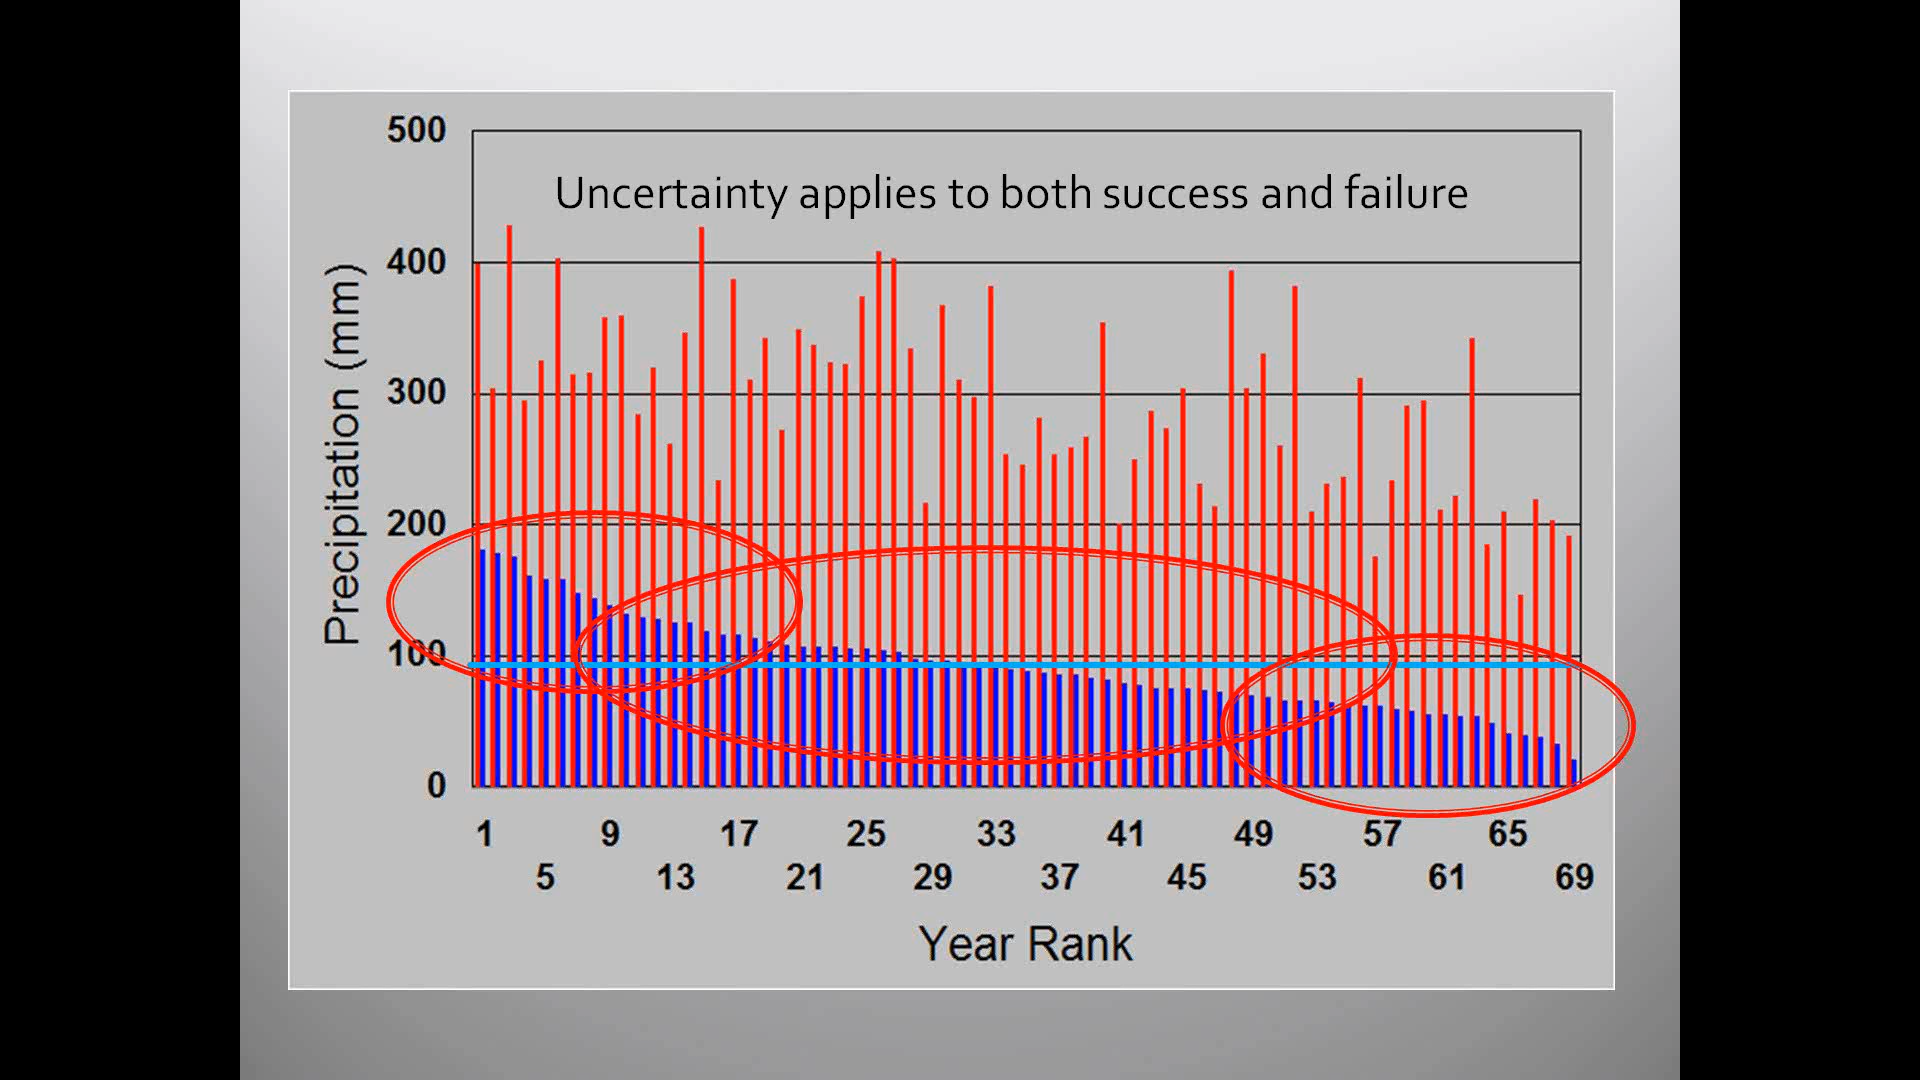 Uncertainty applies to both success and failure
500
400
300
200
100
0
Precipitation (mm)
1 9 17 25 33 41 49 57 65
5 13 21 29 37 45 53 61 69
Year Rank